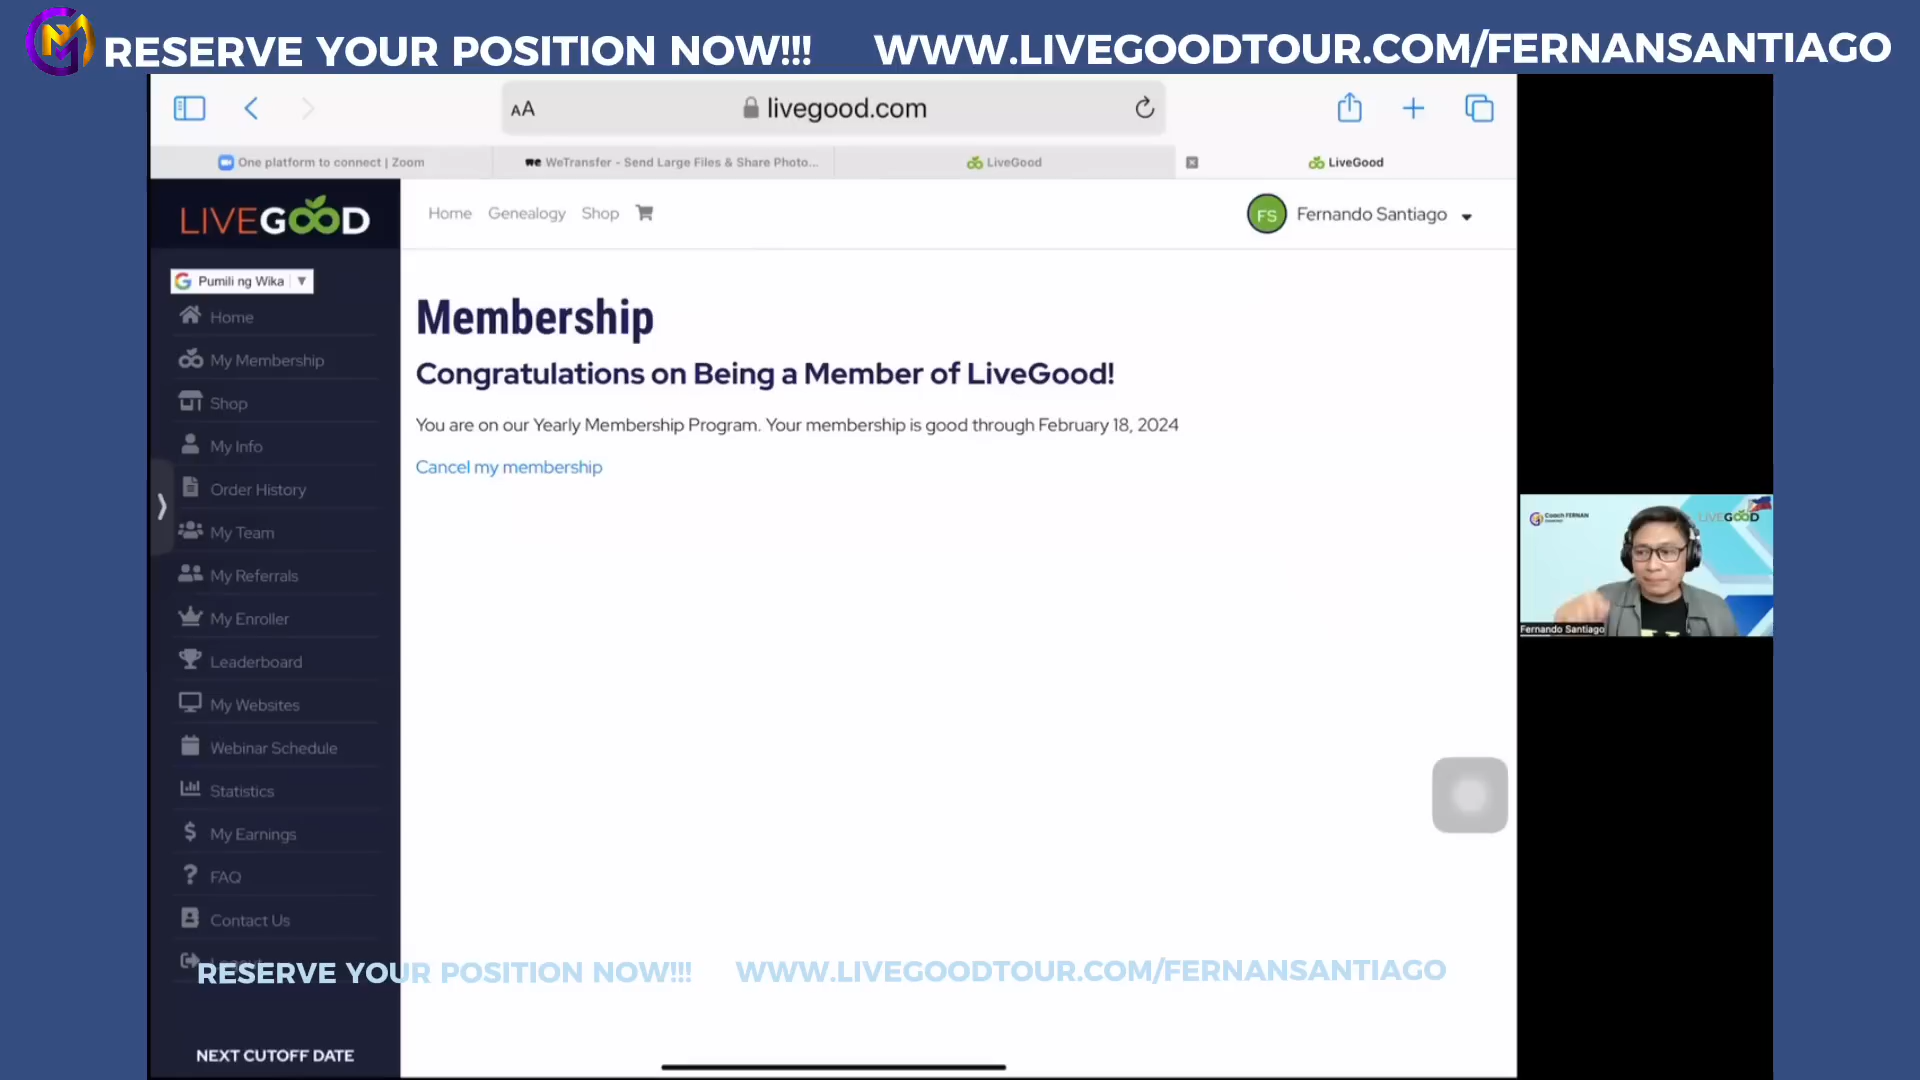 RESERVE YOUR POSITION NOW!!! WWW.LIVEGOODTOUR.COM/FERNANSANTIAGO
AA livegood.com
One platform to connect | Zoom
WeTransfer - Send Large Files & Share Photo...
LiveGood
LiveGood
LIVEGOOD
Home Genealogy Shop
FS Fernando Santiago
Pumili ng Wika
Home
My Membership
Shop
My Info
Order History
My Team
My Referrals
My Enroller
Leaderboard
My Websites
Webinar Schedule
Statistics
My Earnings
FAQ
Contact Us
NEXT CUTOFF DATE
Membership
Congratulations on Being a Member of LiveGood!
You are on our Yearly Membership Program. Your membership is good through February 18, 2024
Cancel my membership
Coach FERNAN
LIVEGOOD
Fernando Santiago
RESERVE YOUR POSITION NOW!!! WWW.LIVEGOODTOUR.COM/FERNANSANTIAGO